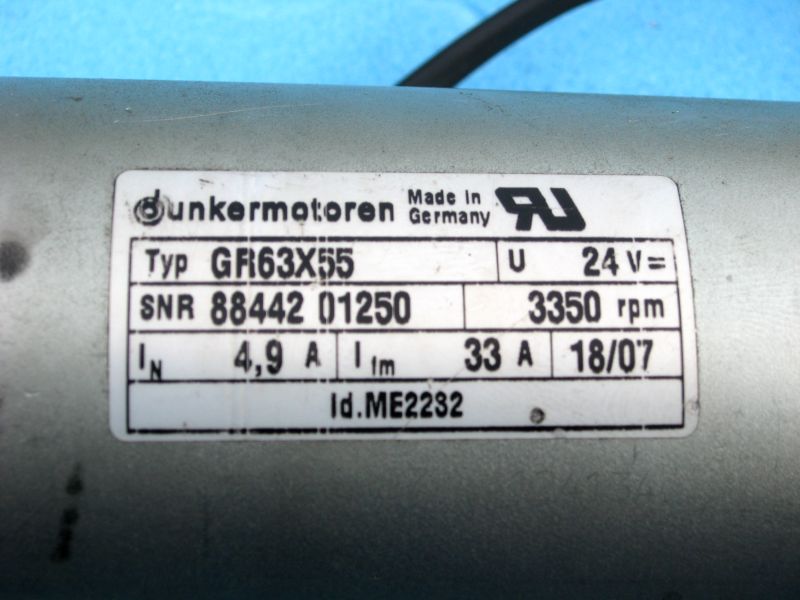 dunkermotoren Made in Germany RU
Typ GR63X55 U 24 V=
SNR 88442 01250 3350 rpm
IN 4,9 A Ifm 33 A 18/07
Id.ME2232